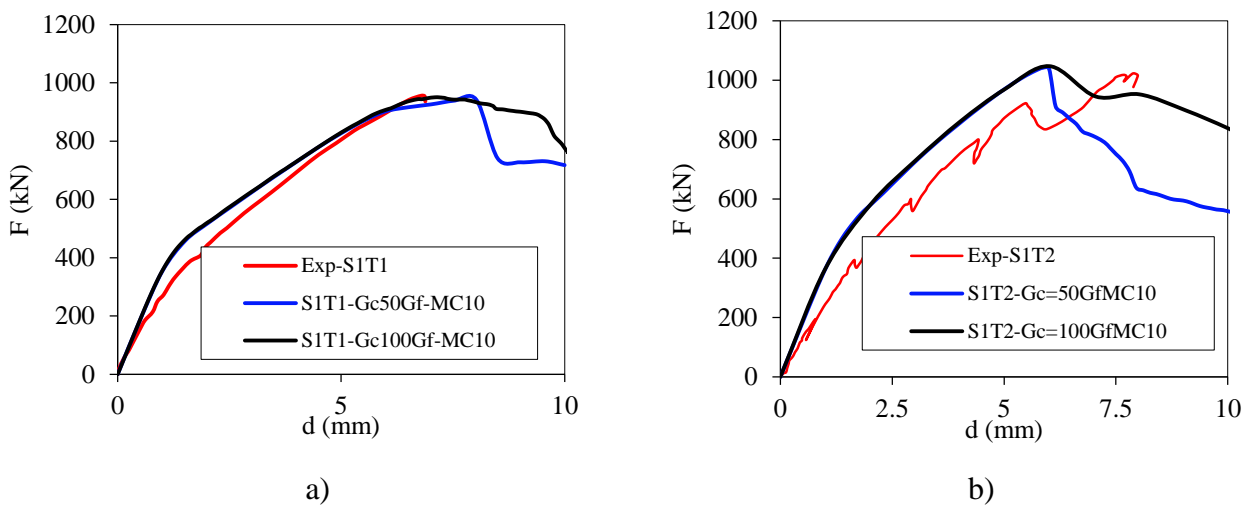 1200
1000
800
600
400
200
0
F (kN)
Exp-S1T1
S1T1-Gc50Gf-MC10
S1T1-Gc100Gf-MC10
0 5 10
d (mm)
a)
1200
1000
800
600
400
200
0
F (kN)
Exp-S1T2
S1T2-Gc=50GfMC10
S1T2-Gc=100GfMC10
0 2.5 5 7.5 10
d (mm)
b)